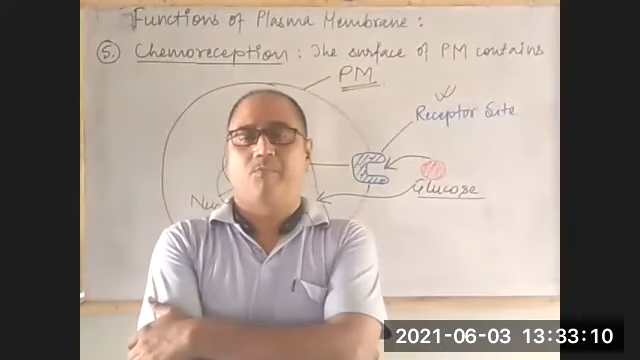 Functions of Plasma Membrane :
5. Chemoreception : The surface of PM contains
PM
Receptor Site
Glucose
2021-06-03 13:33:10